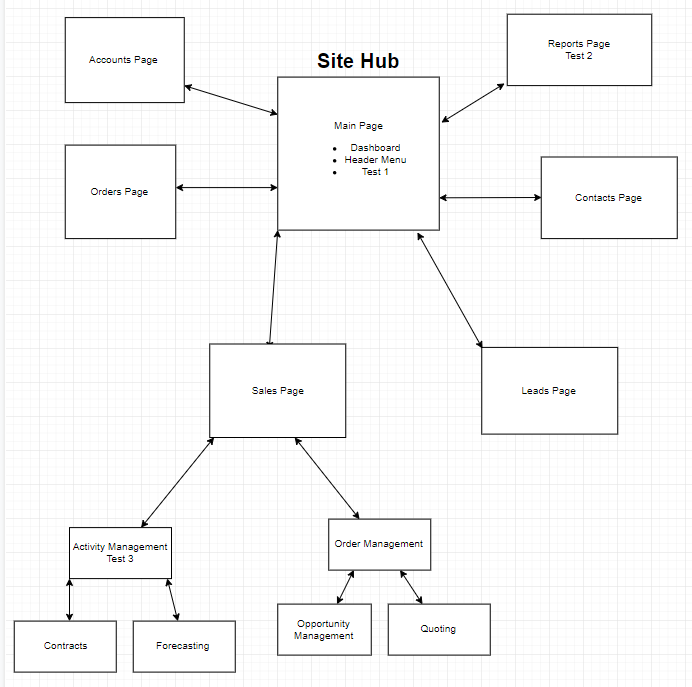 Site Hub
Accounts Page
Reports Page
Test 2
Main Page
• Dashboard
• Header Menu
• Test 1
Orders Page
Contacts Page
Sales Page
Leads Page
Activity Management
Test 3
Order Management
Contracts
Forecasting
Opportunity
Management
Quoting